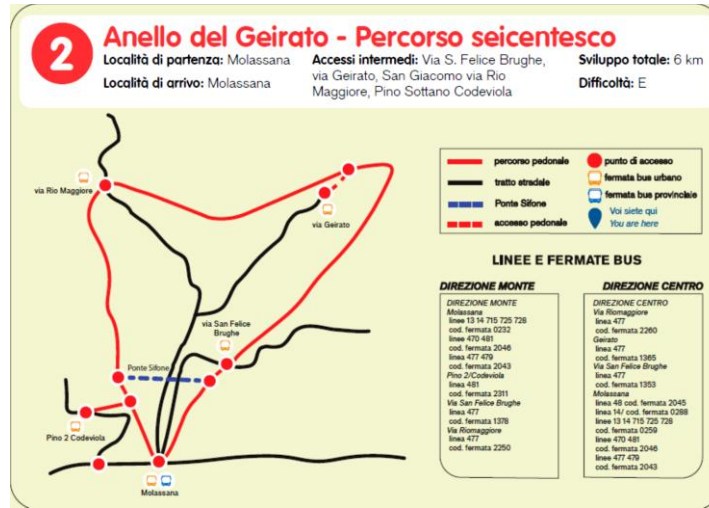 2
Anello del Geirato - Percorso seicentesco
Località di partenza: Molassana
Località di arrivo: Molassana
Accessi intermedi: Via S. Felice Brughe,
via Geirato, San Giacomo via Rio
Maggiore, Pino Sottano Codeviola
Sviluppo totale: 6 km
Difficoltà: E
via Rio Maggiore
via Geirato
via San Felice
Brughe
Ponte Sifone
Pino 2 Codeviola
Molassana
percorso pedonale
tratto stradale
Ponte Sifone
accesso pedonale
punto di accesso
fermata bus urbano
fermata bus provinciale
Voi siete qui
You are here
LINEE E FERMATE BUS
DIREZIONE MONTE
DIREZIONE MONTE
Molassana
linee 13 14 715 725 728
cod. fermata 0232
linee 470 481
cod. fermata 2046
linea 477 479
cod. fermata 2043
Pino 2/Codeviola
linea 481
cod. fermata 2311
Via San Felice Brughe
linea 477
cod. fermata 1378
Via Riomaggiore
linea 477
cod. fermata 2250
DIREZIONE CENTRO
DIREZIONE CENTRO
Via Riomaggiore
linea 477
cod. fermata 2260
Geirato
linea 477
cod. fermata 1365
Via San Felice Brughe
linea 477
cod. fermata 1353
Molassana
linea 48 cod. fermata 2045
linea 14/ cod. fermata 0288
linee 13 14 715 725 728
cod. fermata 0259
linee 470 481
cod. fermata 2046
linee 477 479
cod. fermata 2043